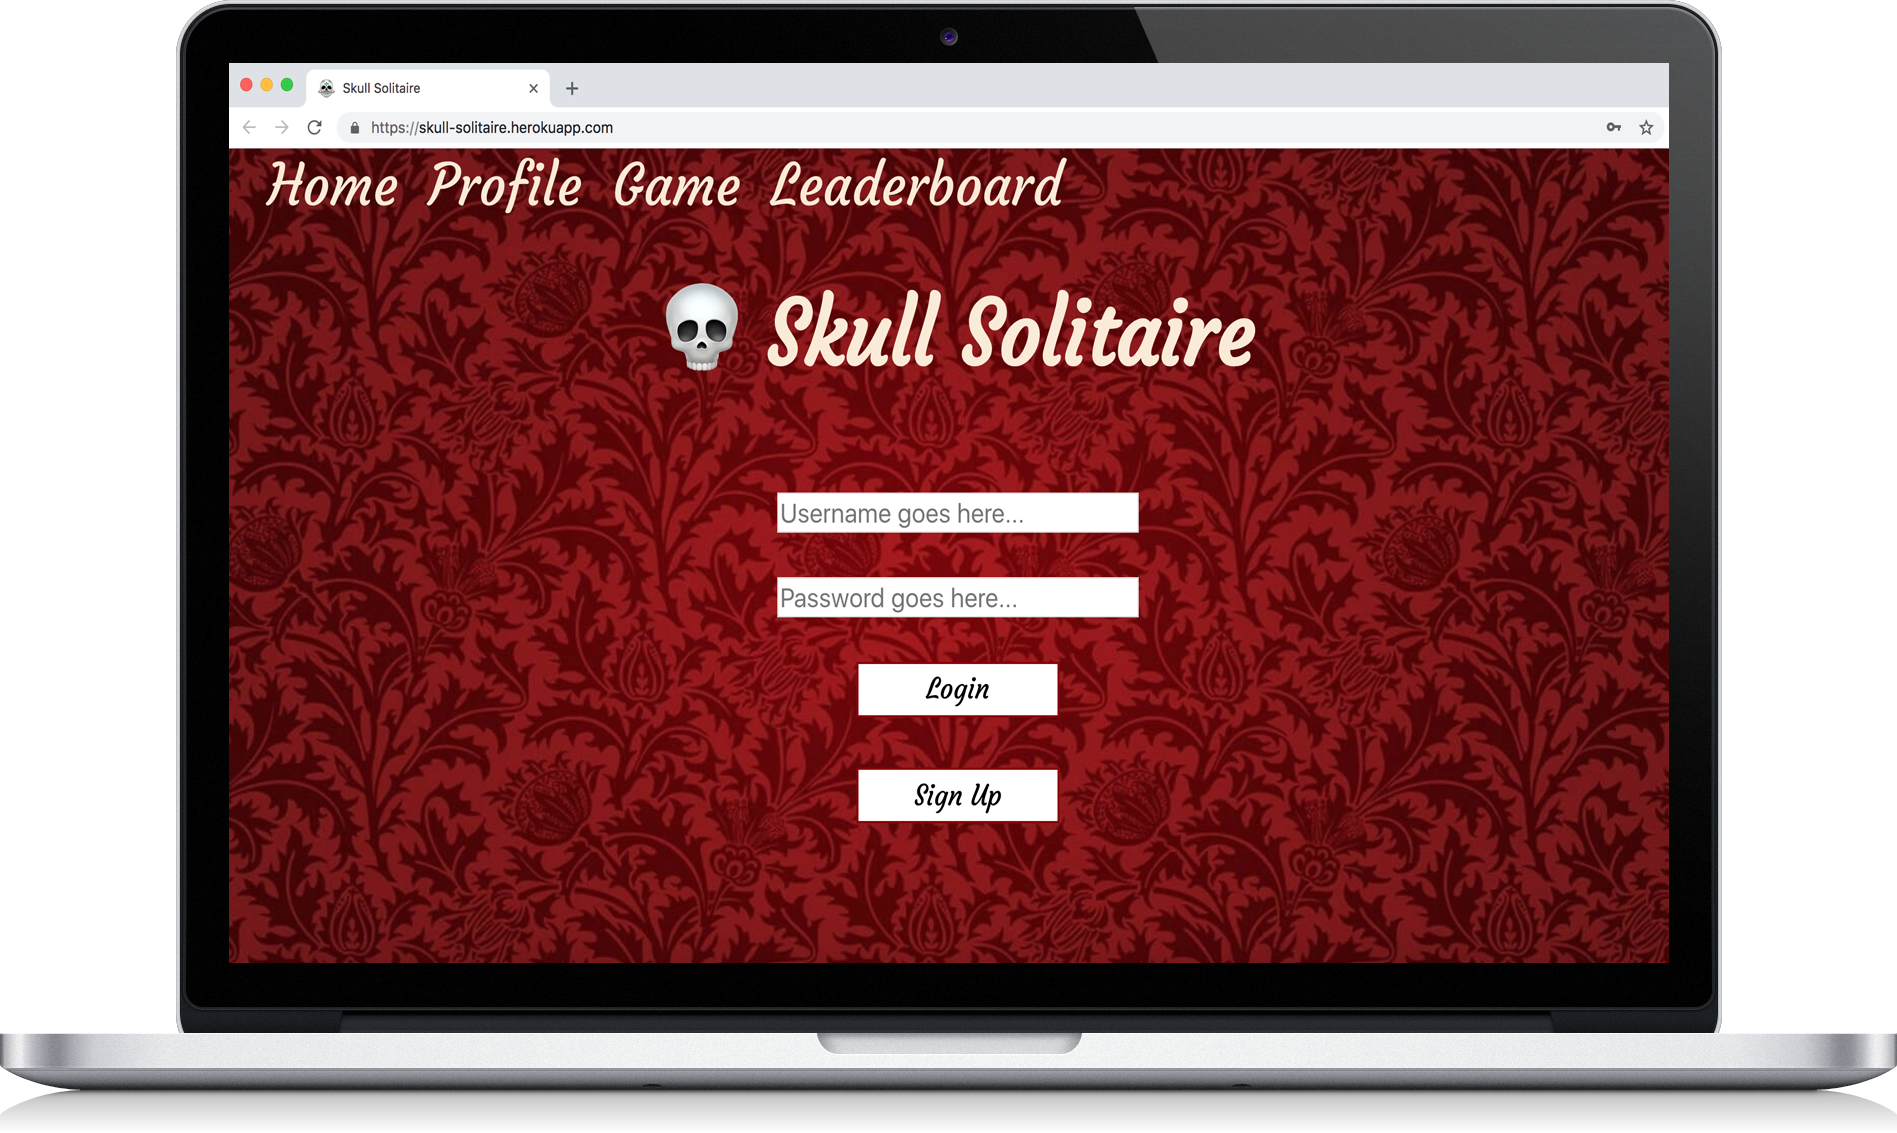 Skull Solitaire
https://skull-solitaire.herokuapp.com
Home Profile Game Leaderboard
Skull Solitaire
Username goes here...
Password goes here...
Login
Sign Up